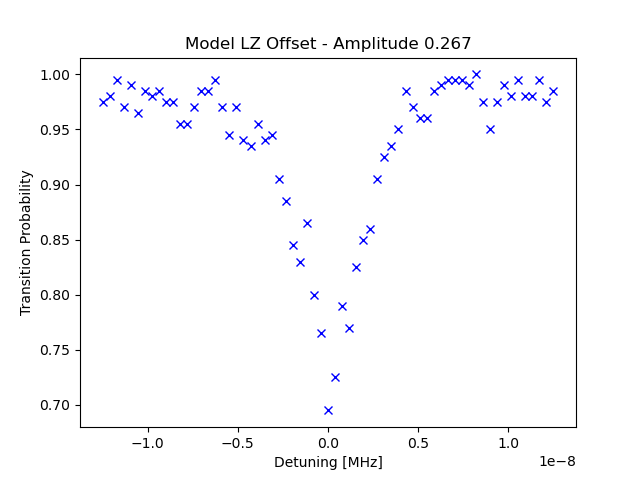 Model LZ Offset - Amplitude 0.267
1.00
0.95
0.90
0.85
0.80
0.75
0.70
Transition Probability
−1.0 −0.5 0.0 0.5 1.0
Detuning [MHz]
1e−8